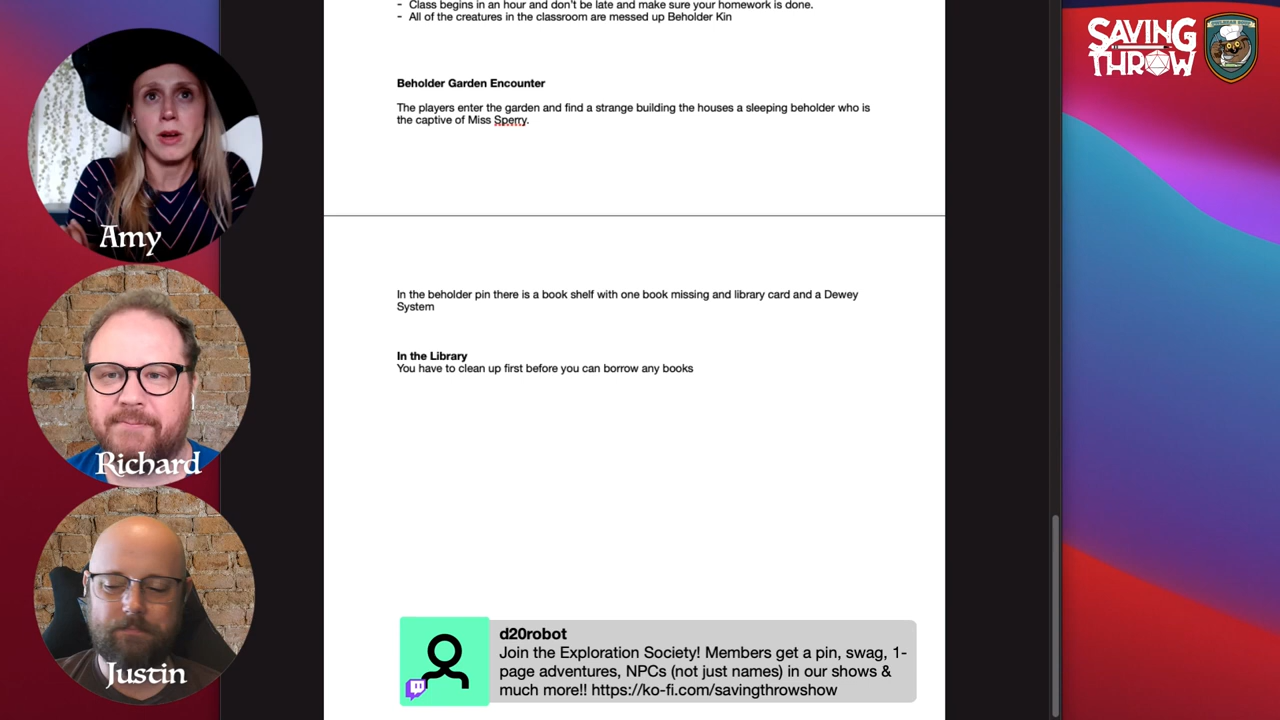 - Class begins in an hour and don't be late and make sure your homework is done.
- All of the creatures in the classroom are messed up Beholder Kin
Beholder Garden Encounter
The players enter the garden and find a strange building the houses a sleeping beholder who is
the captive of Miss Sperry.
In the beholder pin there is a book shelf with one book missing and library card and a Dewey
System
In the Library
You have to clean up first before you can borrow any books
Amy
Richard
Justin
SAVING
THROW
d20robot
Join the Exploration Society! Members get a pin, swag, 1-
page adventures, NPCs (not just names) in our shows &
much more!! https://ko-fi.com/savingthrowshow